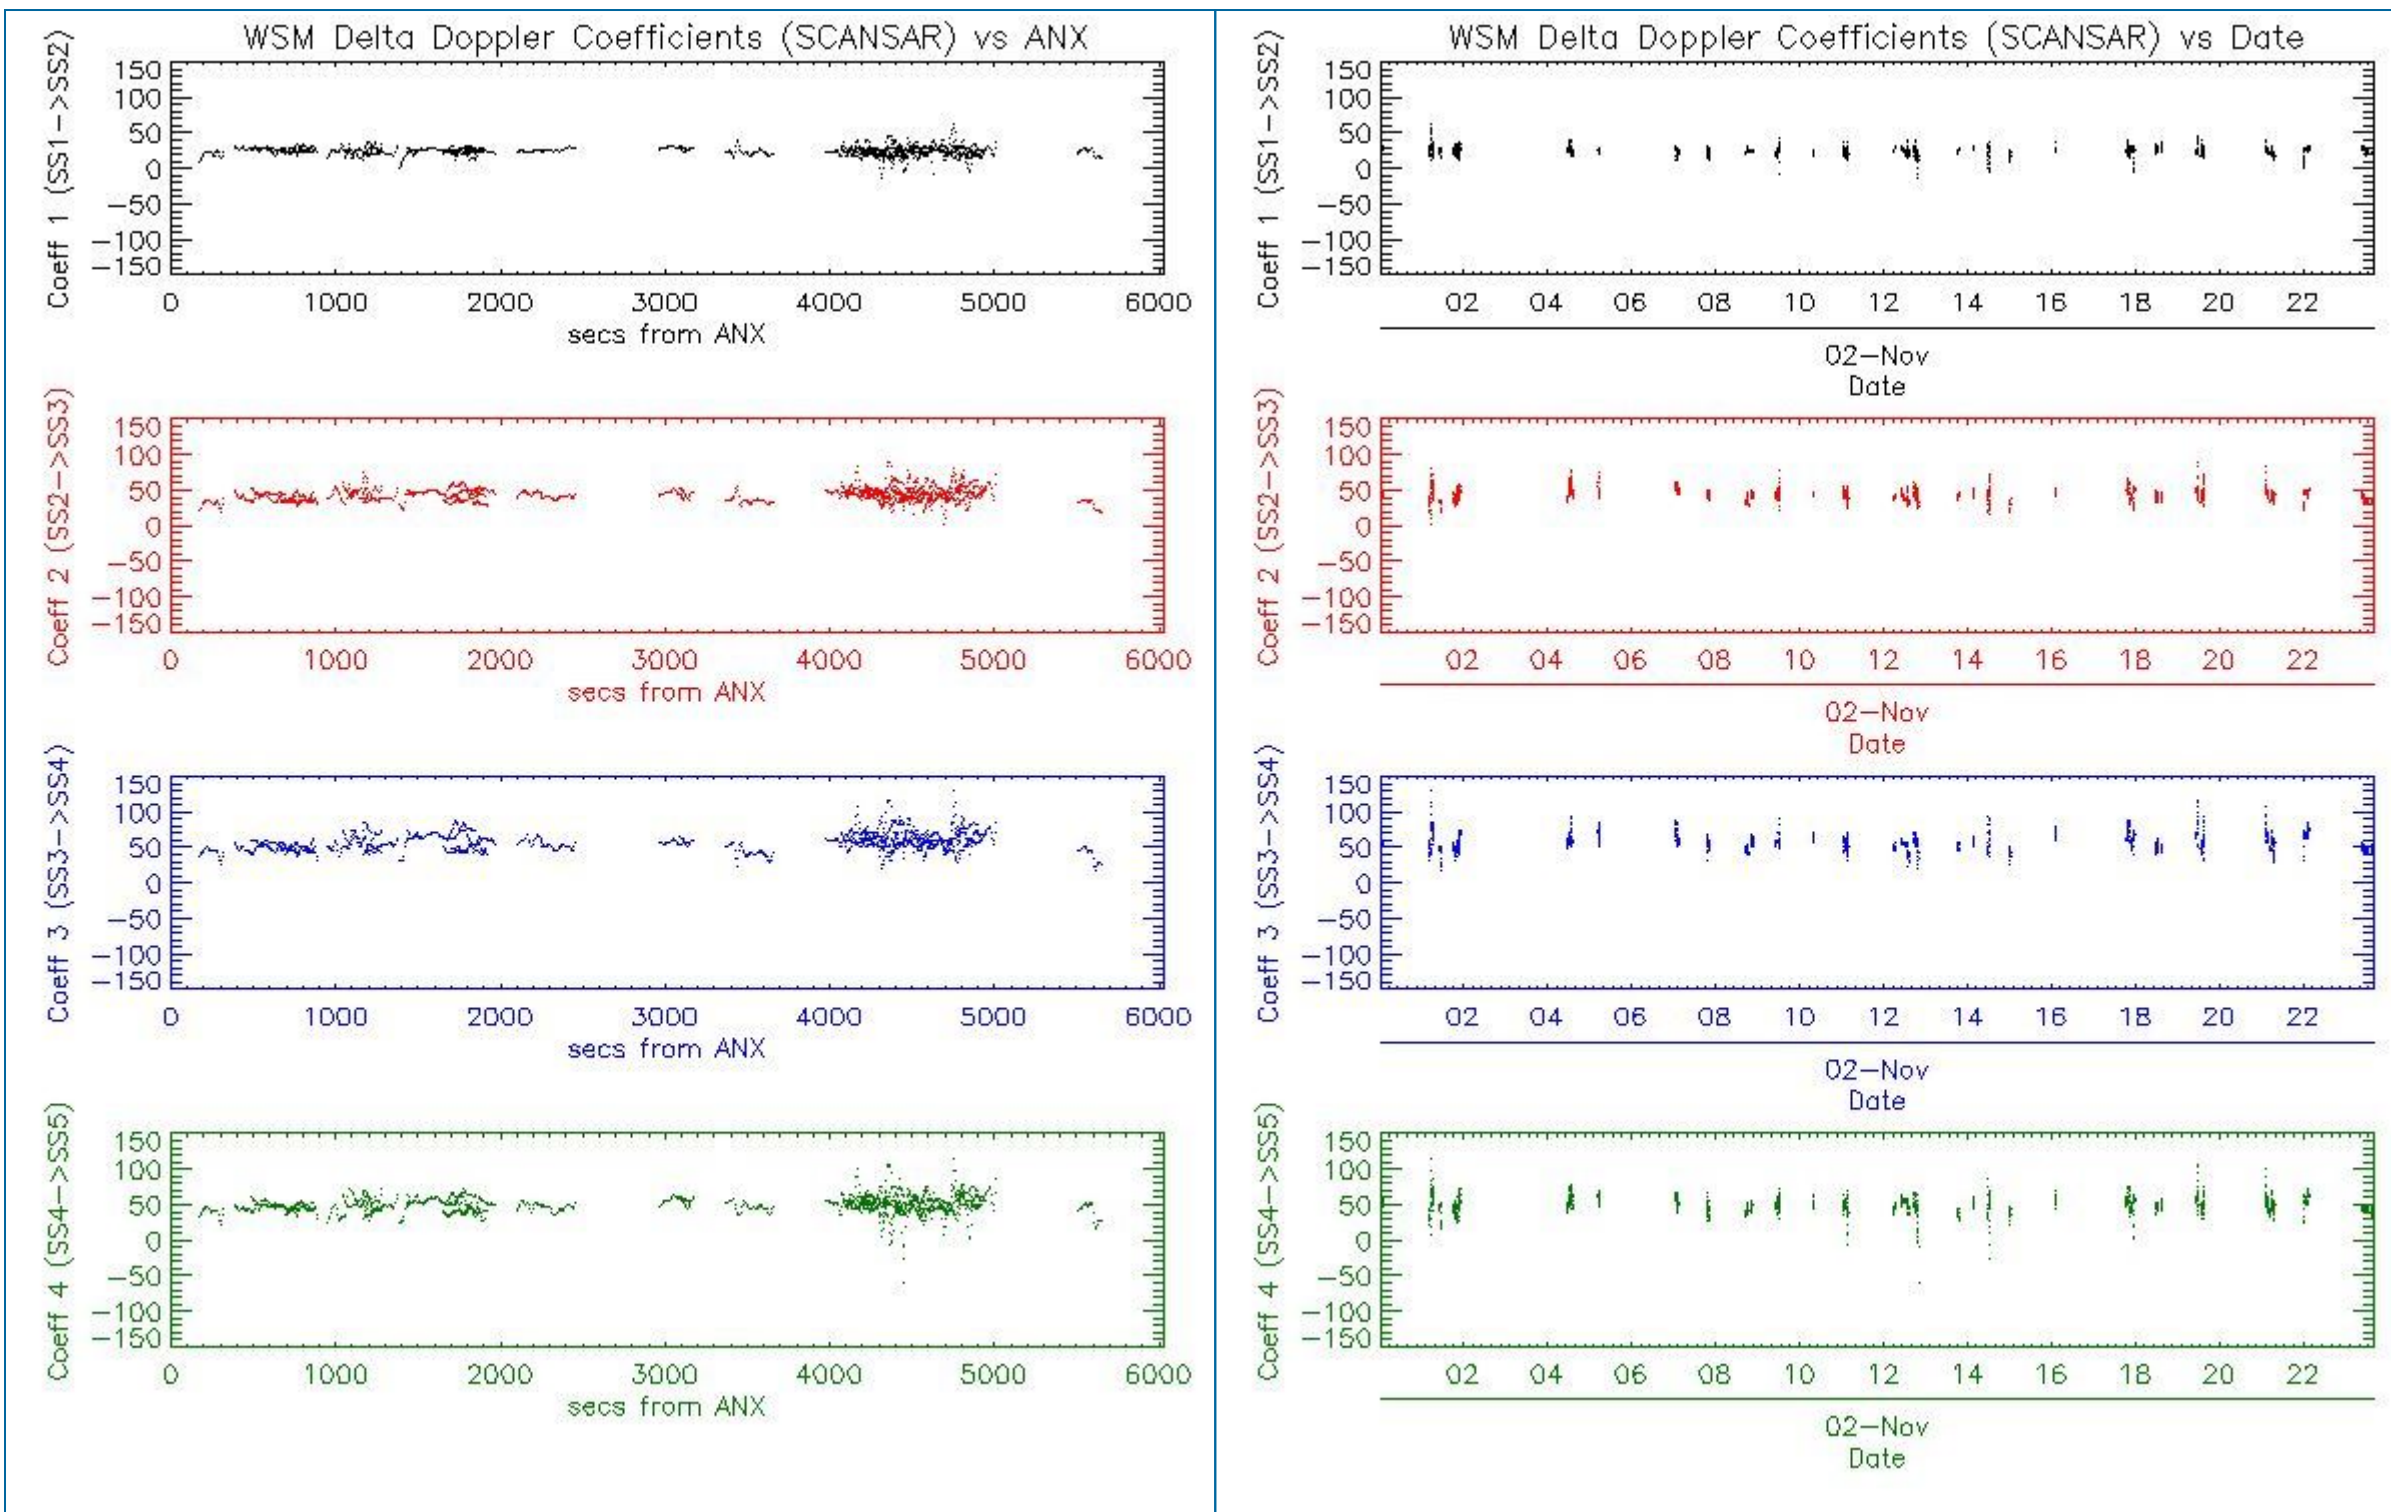 WSM Delta Doppler Coefficients (SCANSAR) vs ANX
Coeff 1 (SS1->SS2)
150
100
50
0
-50
-100
-150
0 1000 2000 3000 4000 5000 6000
secs from ANX
Coeff 2 (SS2->SS3)
150
100
50
0
-50
-100
-150
0 1000 2000 3000 4000 5000 6000
secs from ANX
Coeff 3 (SS3->SS4)
150
100
50
0
-50
-100
-150
0 1000 2000 3000 4000 5000 6000
secs from ANX
Coeff 4 (SS4->SS5)
150
100
50
0
-50
-100
-150
0 1000 2000 3000 4000 5000 6000
secs from ANX
WSM Delta Doppler Coefficients (SCANSAR) vs Date
Coeff 1 (SS1->SS2)
150
100
50
0
-50
-100
-150
02 04 06 08 10 12 14 16 18 20 22
02-Nov
Date
Coeff 2 (SS2->SS3)
150
100
50
0
-50
-100
-150
02 04 06 08 10 12 14 16 18 20 22
02-Nov
Date
Coeff 3 (SS3->SS4)
150
100
50
0
-50
-100
-150
02 04 06 08 10 12 14 16 18 20 22
02-Nov
Date
Coeff 4 (SS4->SS5)
150
100
50
0
-50
-100
-150
02 04 06 08 10 12 14 16 18 20 22
02-Nov
Date